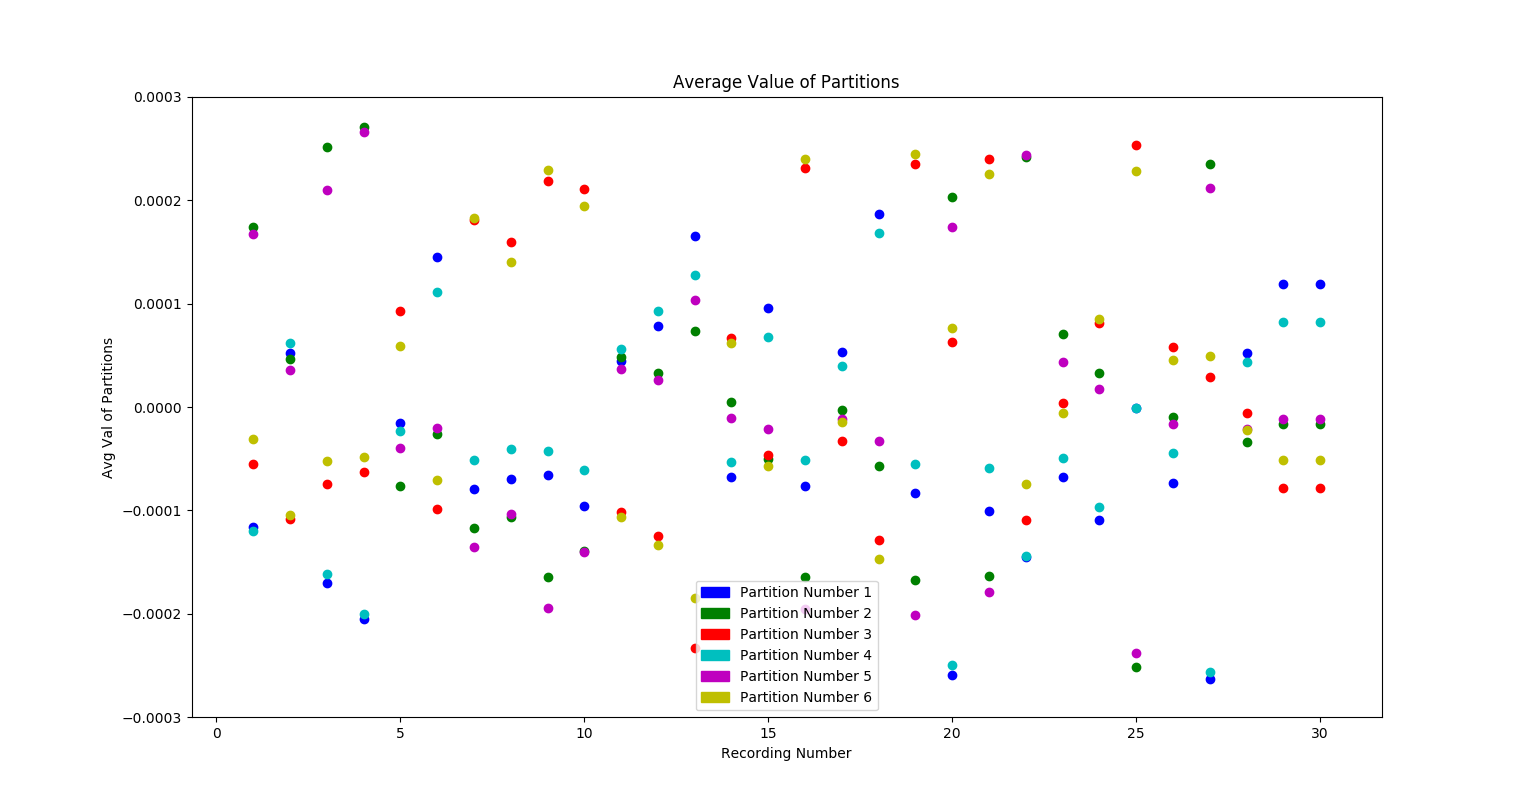 Average Value of Partitions
0.0003
0.0002
0.0001
0.0000
−0.0001
−0.0002
−0.0003
Avg Val of Partitions
Partition Number 1
Partition Number 2
Partition Number 3
Partition Number 4
Partition Number 5
Partition Number 6
0 5 10 15 20 25 30
Recording Number